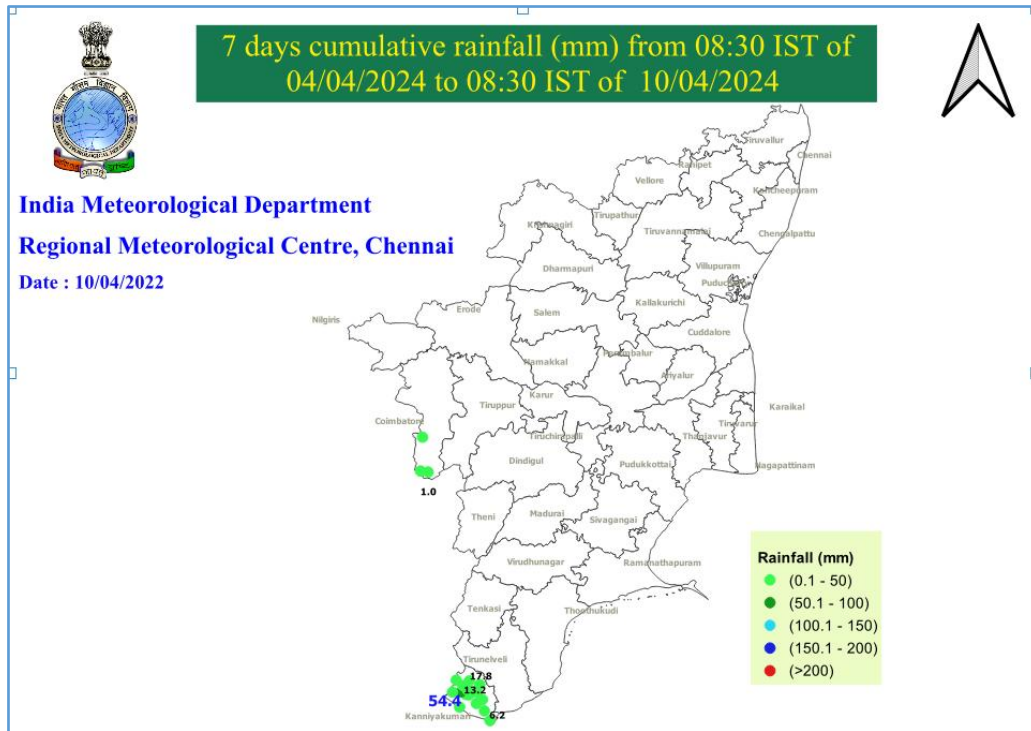 7 days cumulative rainfall (mm) from 08:30 IST of
04/04/2024 to 08:30 IST of 10/04/2024
India Meteorological Department
Regional Meteorological Centre, Chennai
Date : 10/04/2022
Tiruvallur
Chennai
Ranipet
Vellore
Kancheepuram
Tirupathur
Krishnagiri
Tiruvannamalai
Chengalpattu
Dharmapuri
Villupuram
Kallakurichi
Erode
Salem
Nilgiris
Cuddalore
Namakkal
Perambalur
Ariyalur
Karur
Tiruppur
Karaikal
Coimbatore
Tiruvarur
Tiruchirapalli
Thanjavur
Dindigul
Pudukkottai
Nagapattinam
1.0
Theni
Madurai
Sivagangai
Virudhunagar
Ramanathapuram
Tenkasi
Thoothukudi
Tirunelveli
17.8
13.2
54.4
Kanniyakumari
6.2
Rainfall (mm)
(0.1 - 50)
(50.1 - 100)
(100.1 - 150)
(150.1 - 200)
(>200)